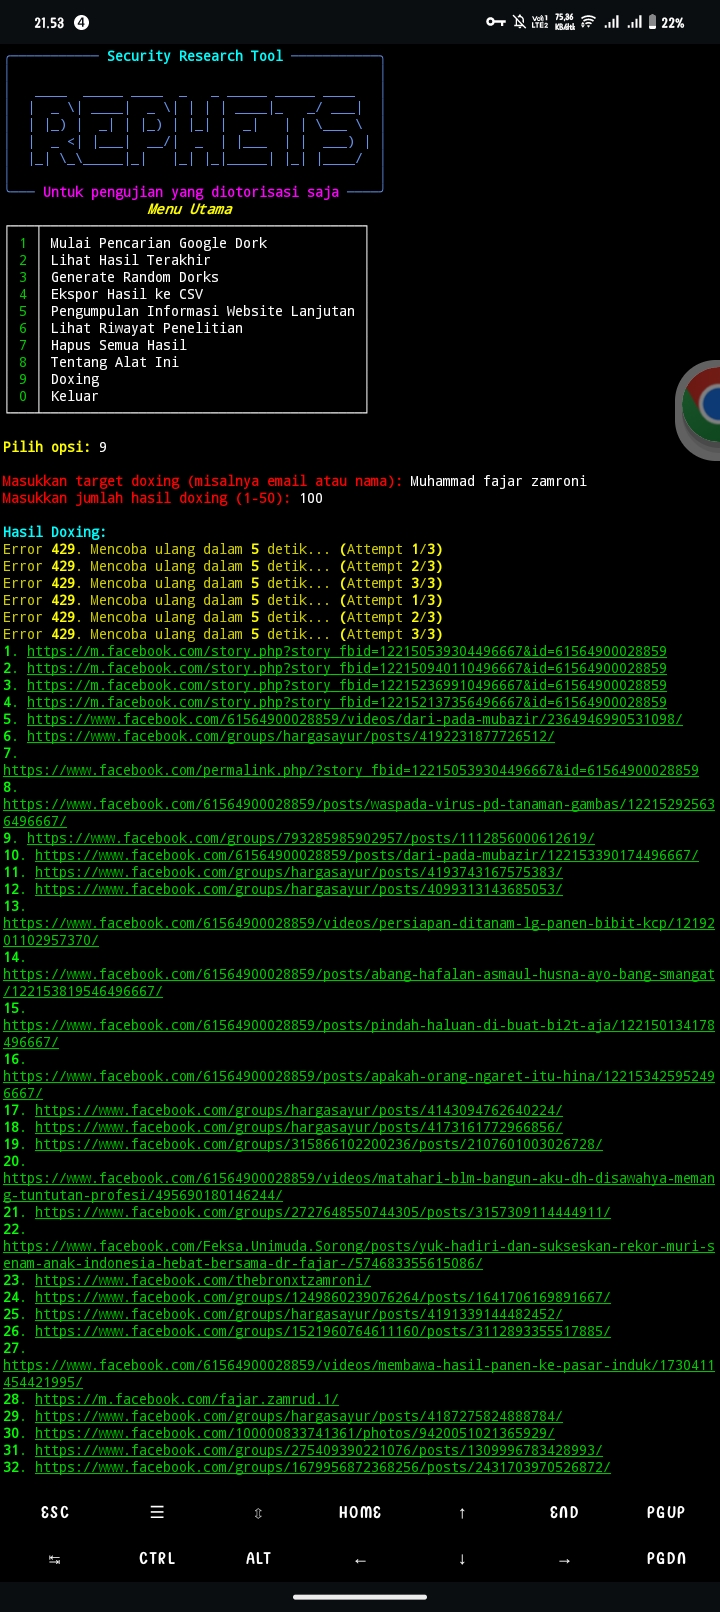 21.53 4 Vo)) 1 LTE2 75,86 KB/det 22%
Security Research Tool
REPHETS
Untuk pengujian yang diotorisasi saja
Menu Utama
1 Mulai Pencarian Google Dork
2 Lihat Hasil Terakhir
3 Generate Random Dorks
4 Ekspor Hasil ke CSV
5 Pengumpulan Informasi Website Lanjutan
6 Lihat Riwayat Penelitian
7 Hapus Semua Hasil
8 Tentang Alat Ini
9 Doxing
0 Keluar
Pilih opsi: 9
Masukkan target doxing (misalnya email atau nama): Muhammad fajar zamroni
Masukkan jumlah hasil doxing (1-50): 100
Hasil Doxing:
Error 429. Mencoba ulang dalam 5 detik... (Attempt 1/3)
Error 429. Mencoba ulang dalam 5 detik... (Attempt 2/3)
Error 429. Mencoba ulang dalam 5 detik... (Attempt 3/3)
Error 429. Mencoba ulang dalam 5 detik... (Attempt 1/3)
Error 429. Mencoba ulang dalam 5 detik... (Attempt 2/3)
Error 429. Mencoba ulang dalam 5 detik... (Attempt 3/3)
1. https://m.facebook.com/story.php?story_fbid=122150539304496667&id=61564900028859
2. https://m.facebook.com/story.php?story_fbid=122150940110496667&id=61564900028859
3. https://m.facebook.com/story.php?story_fbid=122152369910496667&id=61564900028859
4. https://m.facebook.com/story.php?story_fbid=122152137356496667&id=61564900028859
5. https://www.facebook.com/61564900028859/videos/dari-pada-mubazir/2364946990531098/
6. https://www.facebook.com/groups/hargasayur/posts/4192231877726512/
7.
https://www.facebook.com/permalink.php/?story_fbid=122150539304496667&id=61564900028859
8.
https://www.facebook.com/61564900028859/posts/waspada-virus-pd-tanaman-gambas/12215292563
6496667/
9. https://www.facebook.com/groups/793285985902957/posts/1112856000612619/
10. https://www.facebook.com/61564900028859/posts/dari-pada-mubazir/122153390174496667/
11. https://www.facebook.com/groups/hargasayur/posts/4193743167575383/
12. https://www.facebook.com/groups/hargasayur/posts/4099313143685053/
13.
https://www.facebook.com/61564900028859/videos/persiapan-ditanam-lg-panen-bibit-kcp/12192
01102957370/
14.
https://www.facebook.com/61564900028859/posts/abang-hafalan-asmaul-husna-ayo-bang-smangat
/122153819546496667/
15.
https://www.facebook.com/61564900028859/posts/pindah-haluan-di-buat-bi2t-aja/122150134178
496667/
16.
https://www.facebook.com/61564900028859/posts/apakah-orang-ngaret-itu-hina/12215342595249
6667/
17. https://www.facebook.com/groups/hargasayur/posts/4143094762640224/
18. https://www.facebook.com/groups/hargasayur/posts/4173161772966856/
19. https://www.facebook.com/groups/315866102200236/posts/2107601003026728/
20.
https://www.facebook.com/61564900028859/videos/matahari-blm-bangun-aku-dh-disawahya-meman
g-tuntutan-profesi/495690180146244/
21. https://www.facebook.com/groups/2727648550744305/posts/3157309114444911/
22.
https://www.facebook.com/Feksa.Unimuda.Sorong/posts/yuk-hadiri-dan-sukseskan-rekor-muri-s
enam-anak-indonesia-hebat-bersama-dr-fajar-/574683355615086/
23. https://www.facebook.com/thebronxtzamroni/
24. https://www.facebook.com/groups/1249860239076264/posts/1641706169891667/
25. https://www.facebook.com/groups/hargasayur/posts/4191339144482452/
26. https://www.facebook.com/groups/1521960764611160/posts/3112893355517885/
27.
https://www.facebook.com/61564900028859/videos/membawa-hasil-panen-ke-pasar-induk/1730411
454421995/
28. https://m.facebook.com/fajar.zamrud.1/
29. https://www.facebook.com/groups/hargasayur/posts/4187275824888784/
30. https://www.facebook.com/100000833741361/photos/9420051021365929/
31. https://www.facebook.com/groups/275409390221076/posts/1309996783428993/
32. https://www.facebook.com/groups/1679956872368256/posts/2431703970526872/
ESC HOME END PGUP
CTRL ALT PGDN